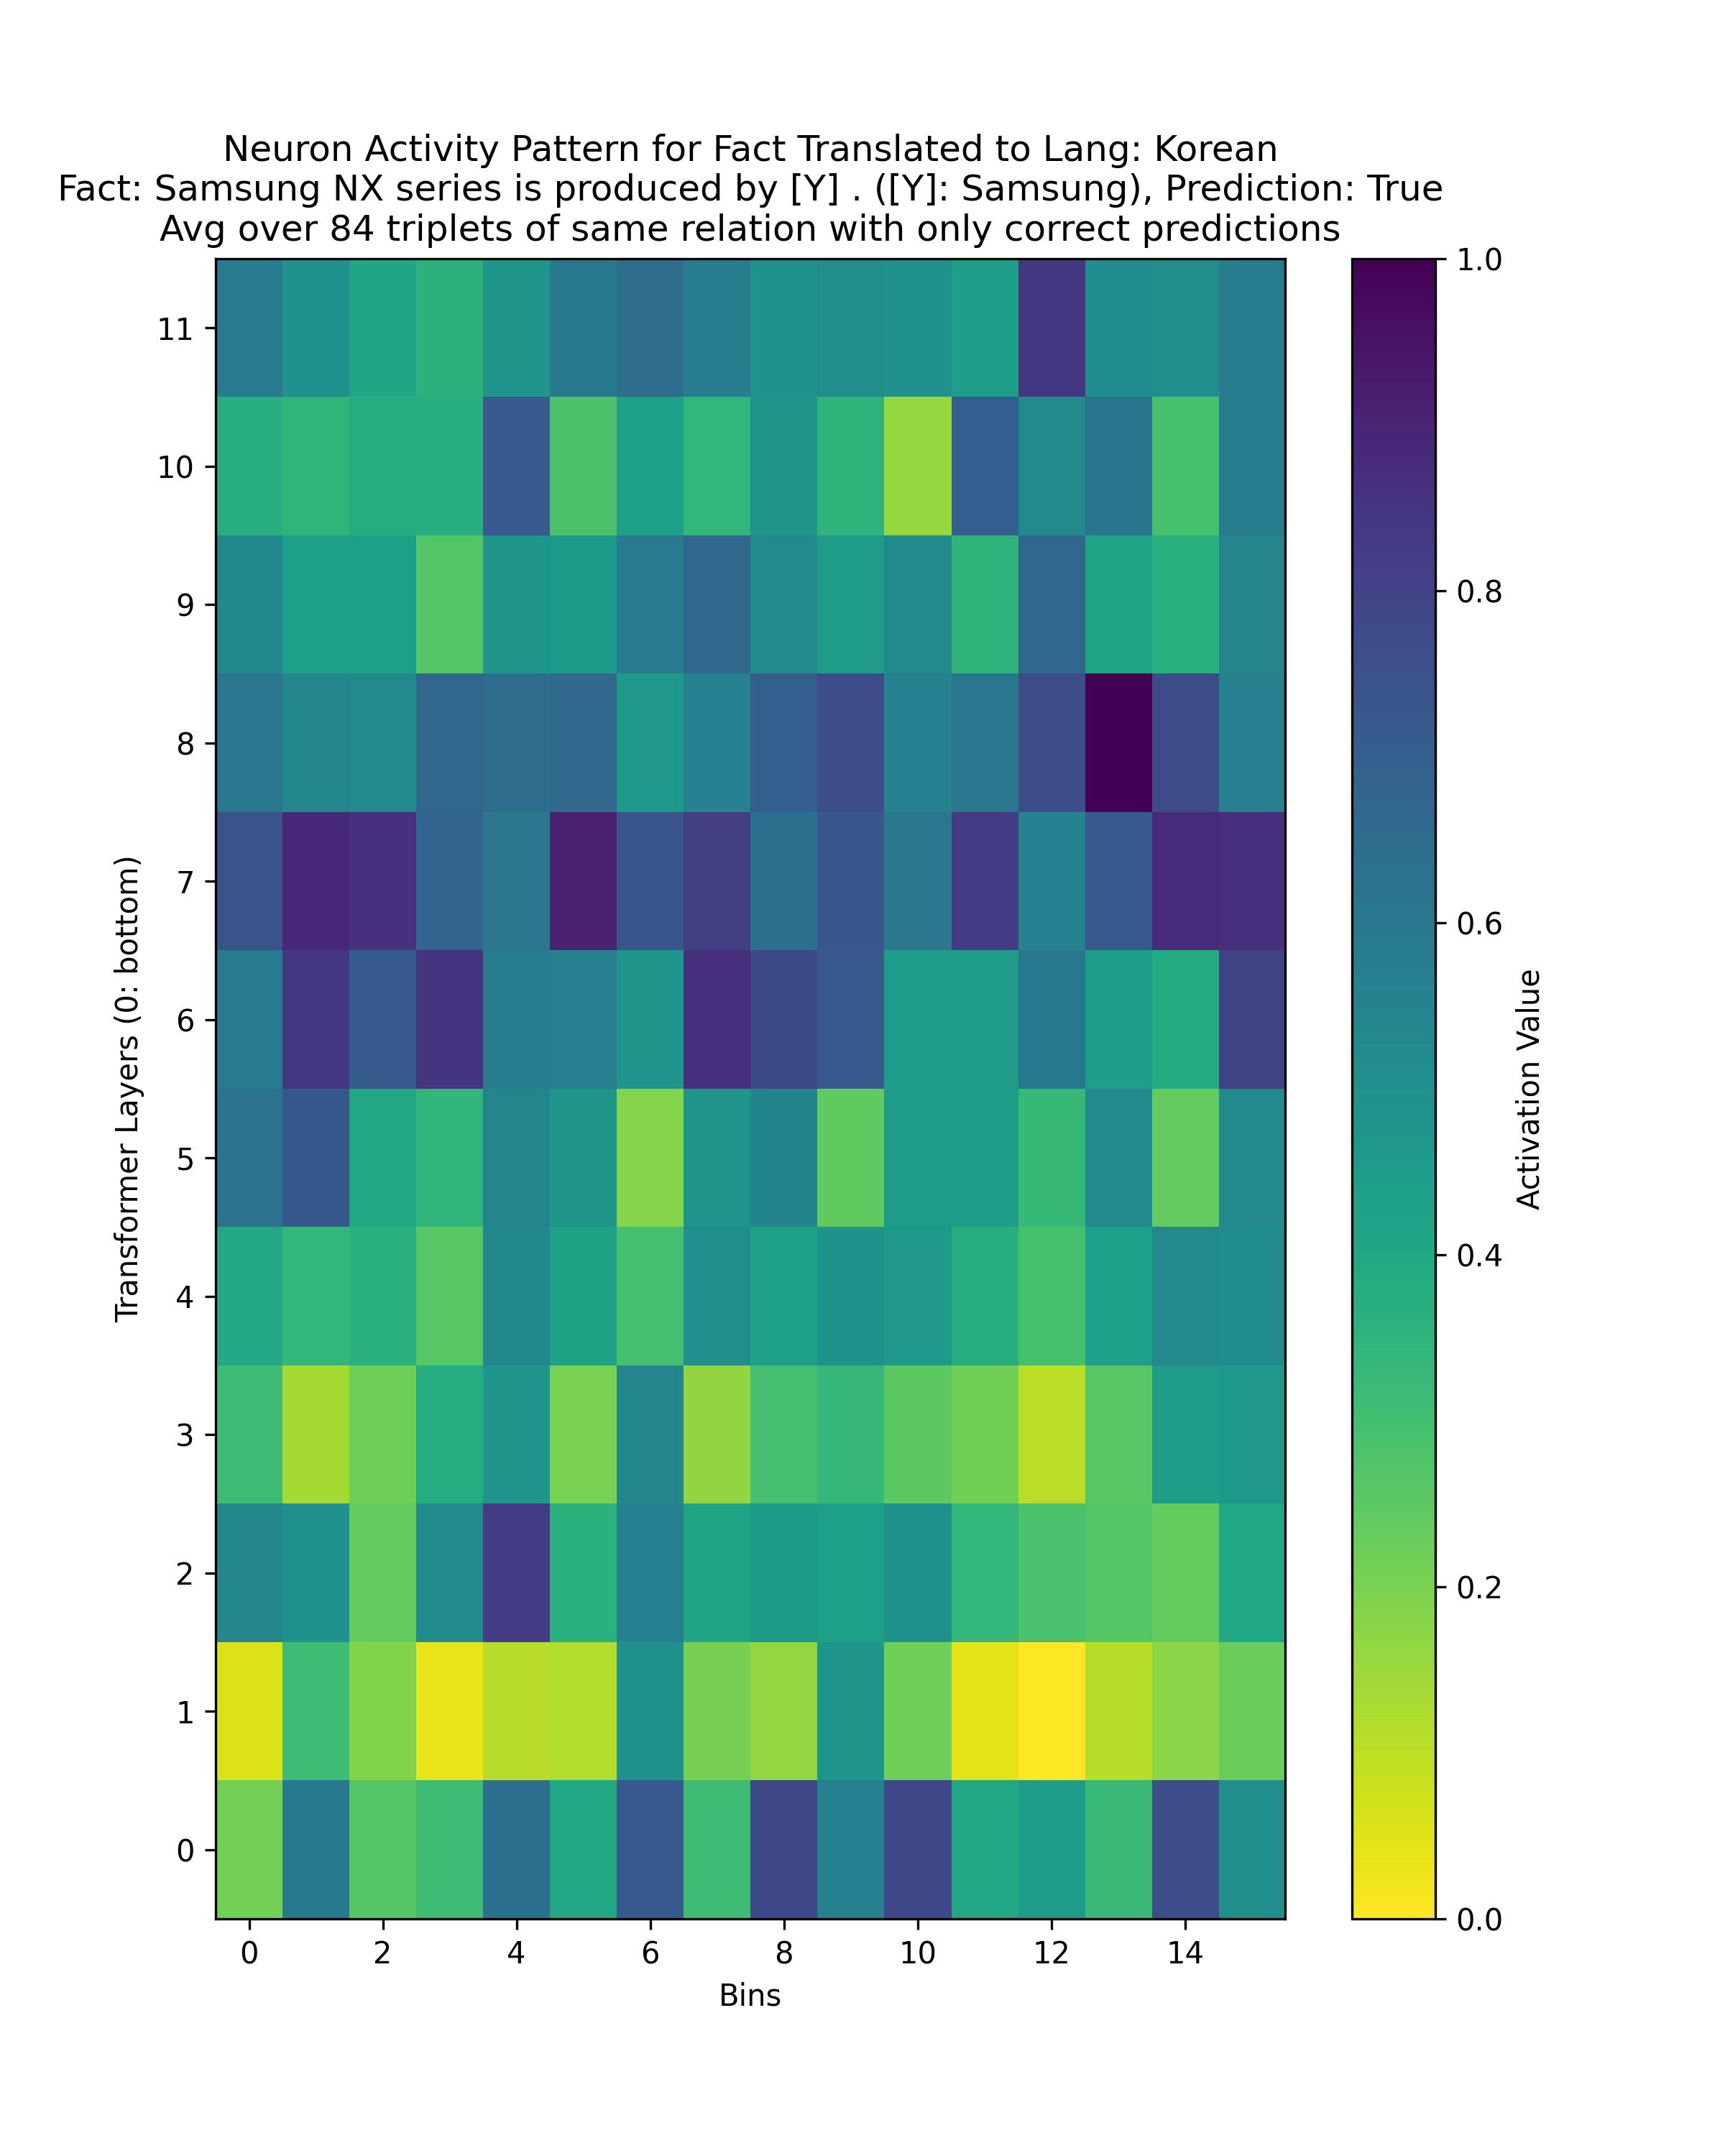 Neuron Activity Pattern for Fact Translated to Lang: Korean
Fact: Samsung NX series is produced by [Y] . ([Y]: Samsung), Prediction: True
Avg over 84 triplets of same relation with only correct predictions
11
10
9
8
7
6
5
4
3
2
1
0
Transformer Layers (0: bottom)
0 2 4 6 8 10 12 14
Bins
1.0
0.8
0.6
0.4
0.2
0.0
Activation Value